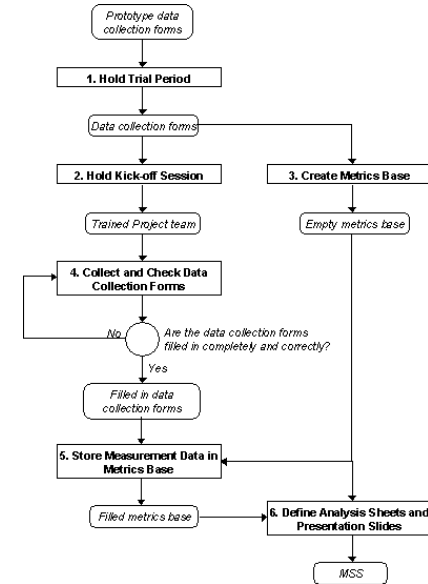 Prototype data
collection forms
1. Hold Trial Period
Data collection forms
2. Hold Kick-off Session
3. Create Metrics Base
Trained Project team
Empty metrics base
4. Collect and Check Data
Collection Forms
No
Are the data collection forms
filled in completely and correctly?
Yes
Filled in data
collection forms
5. Store Measurement Data in
Metrics Base
Filled metrics base
6. Define Analysis Sheets and
Presentation Slides
MSS